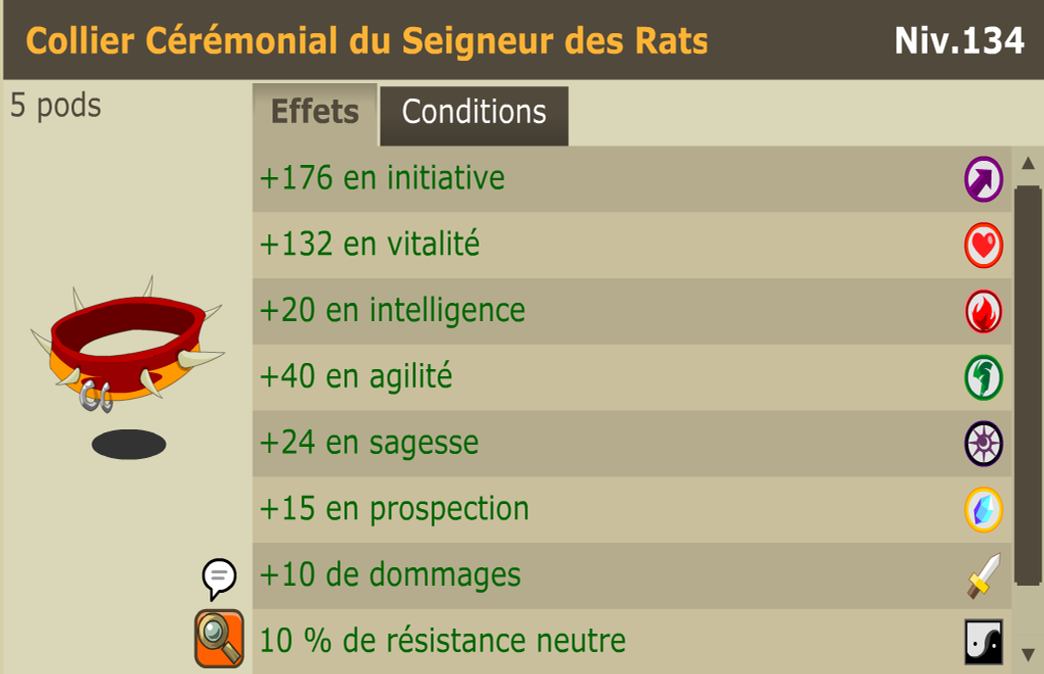 Collier Cérémonial du Seigneur des Rats
Niv.134
5 pods
Effets
Conditions
+176 en initiative
+132 en vitalité
+20 en intelligence
+40 en agilité
+24 en sagesse
+15 en prospection
+10 de dommages
10 % de résistance neutre